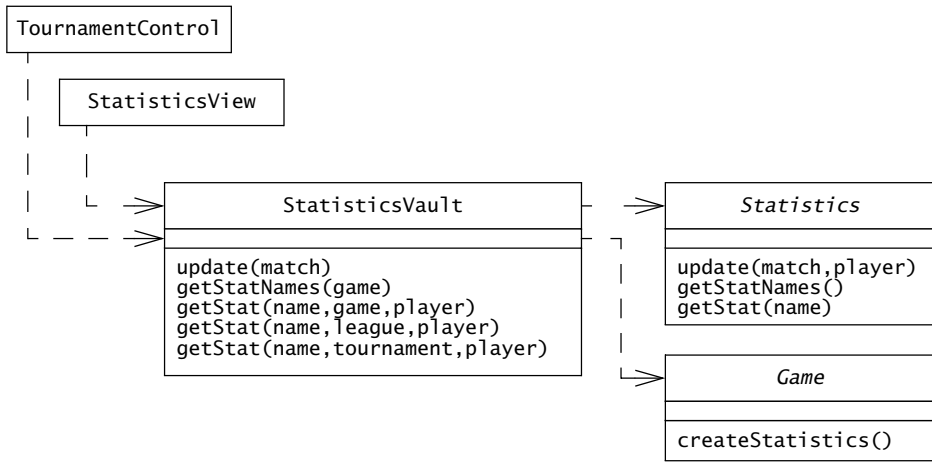 TournamentControl
StatisticsView
StatisticsVault
update(match)
getStatNames(game)
getStat(name,game,player)
getStat(name,league,player)
getStat(name,tournament,player)
Statistics
update(match,player)
getStatNames()
getStat(name)
Game
createStatistics()